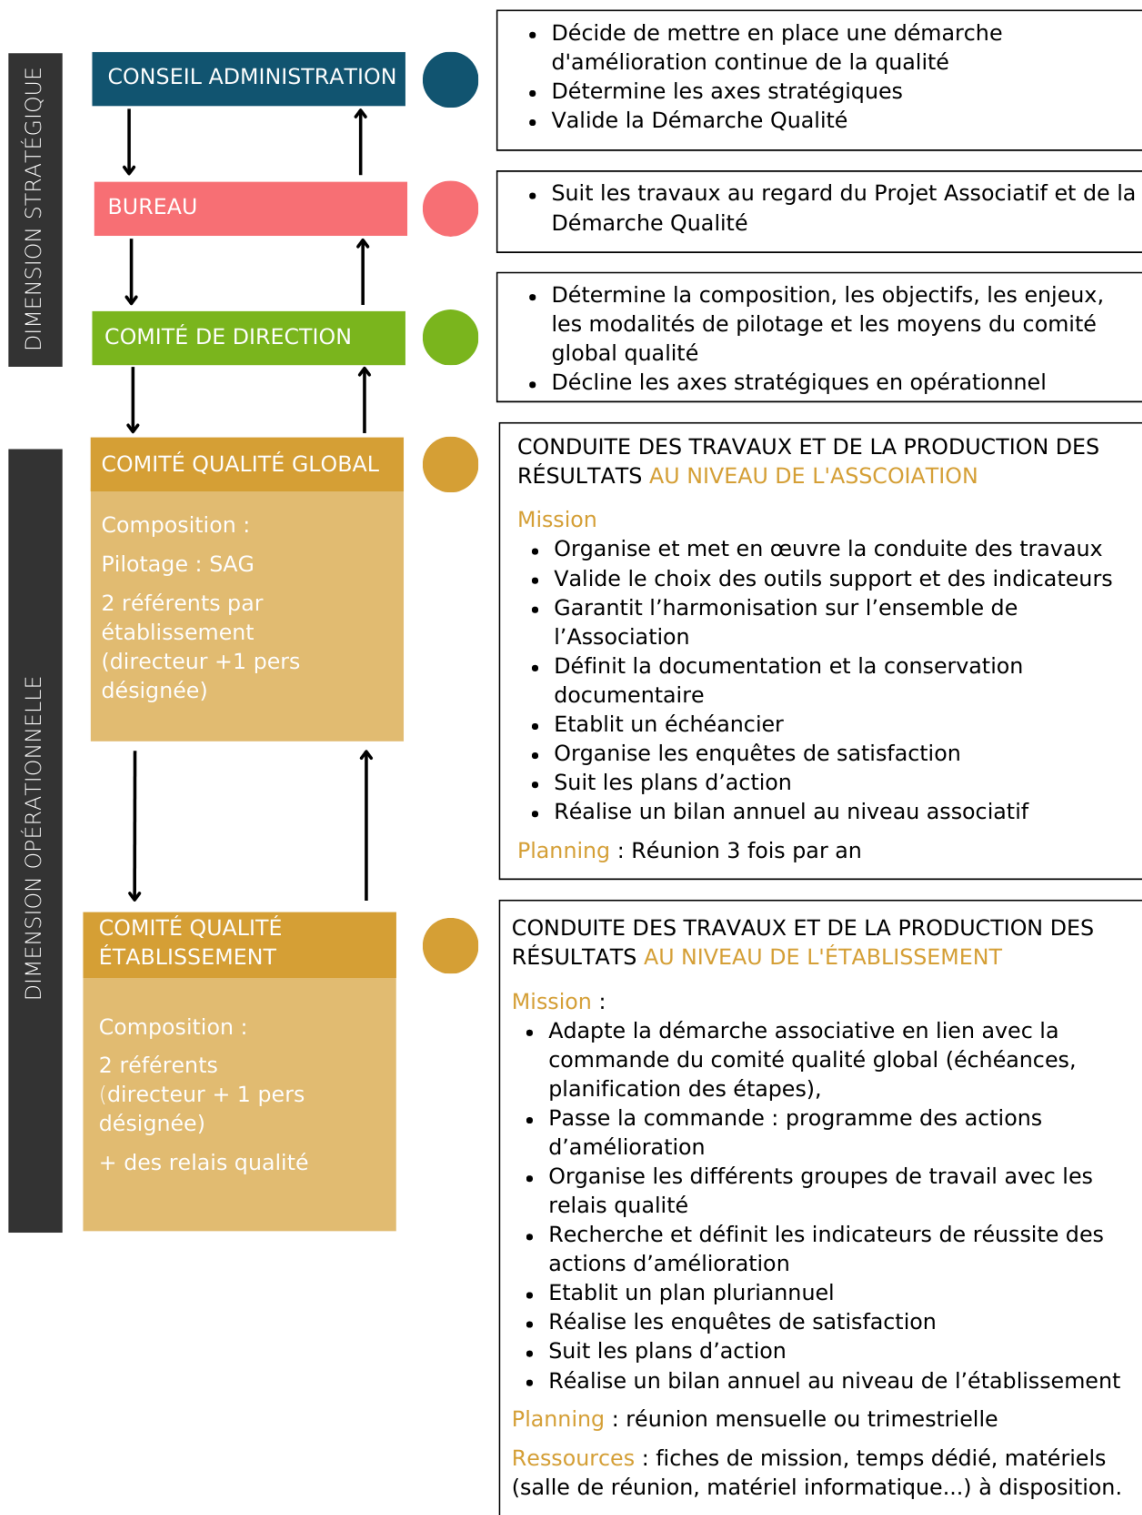 DIMENSION STRATÉGIQUE
CONSEIL ADMINISTRATION
• Décide de mettre en place une démarche
d'amélioration continue de la qualité
• Détermine les axes stratégiques
• Valide la Démarche Qualité
BUREAU
• Suit les travaux au regard du Projet Associatif et de la
Démarche Qualité
COMITÉ DE DIRECTION
• Détermine la composition, les objectifs, les enjeux,
les modalités de pilotage et les moyens du comité
global qualité
• Décline les axes stratégiques en opérationnel
DIMENSION OPÉRATIONNELLE
COMITÉ QUALITÉ GLOBAL
Composition :
Pilotage : SAG
2 référents par
établissement
(directeur +1 pers
désignée)
CONDUITE DES TRAVAUX ET DE LA PRODUCTION DES
RÉSULTATS AU NIVEAU DE L'ASSCOIATION
Mission
• Organise et met en œuvre la conduite des travaux
• Valide le choix des outils support et des indicateurs
• Garantit l’harmonisation sur l’ensemble de
l’Association
• Définit la documentation et la conservation
documentaire
• Etablit un échéancier
• Organise les enquêtes de satisfaction
• Suit les plans d’action
• Réalise un bilan annuel au niveau associatif
Planning : Réunion 3 fois par an
COMITÉ QUALITÉ
ÉTABLISSEMENT
Composition :
2 référents
(directeur + 1 pers
désignée)
+ des relais qualité
CONDUITE DES TRAVAUX ET DE LA PRODUCTION DES
RÉSULTATS AU NIVEAU DE L'ÉTABLISSEMENT
Mission :
• Adapte la démarche associative en lien avec la
commande du comité qualité global (échéances,
planification des étapes),
• Passe la commande : programme des actions
d’amélioration
• Organise les différents groupes de travail avec les
relais qualité
• Recherche et définit les indicateurs de réussite des
actions d’amélioration
• Etablit un plan pluriannuel
• Réalise les enquêtes de satisfaction
• Suit les plans d’action
• Réalise un bilan annuel au niveau de l’établissement
Planning : réunion mensuelle ou trimestrielle
Ressources : fiches de mission, temps dédié, matériels
(salle de réunion, matériel informatique...) à disposition.